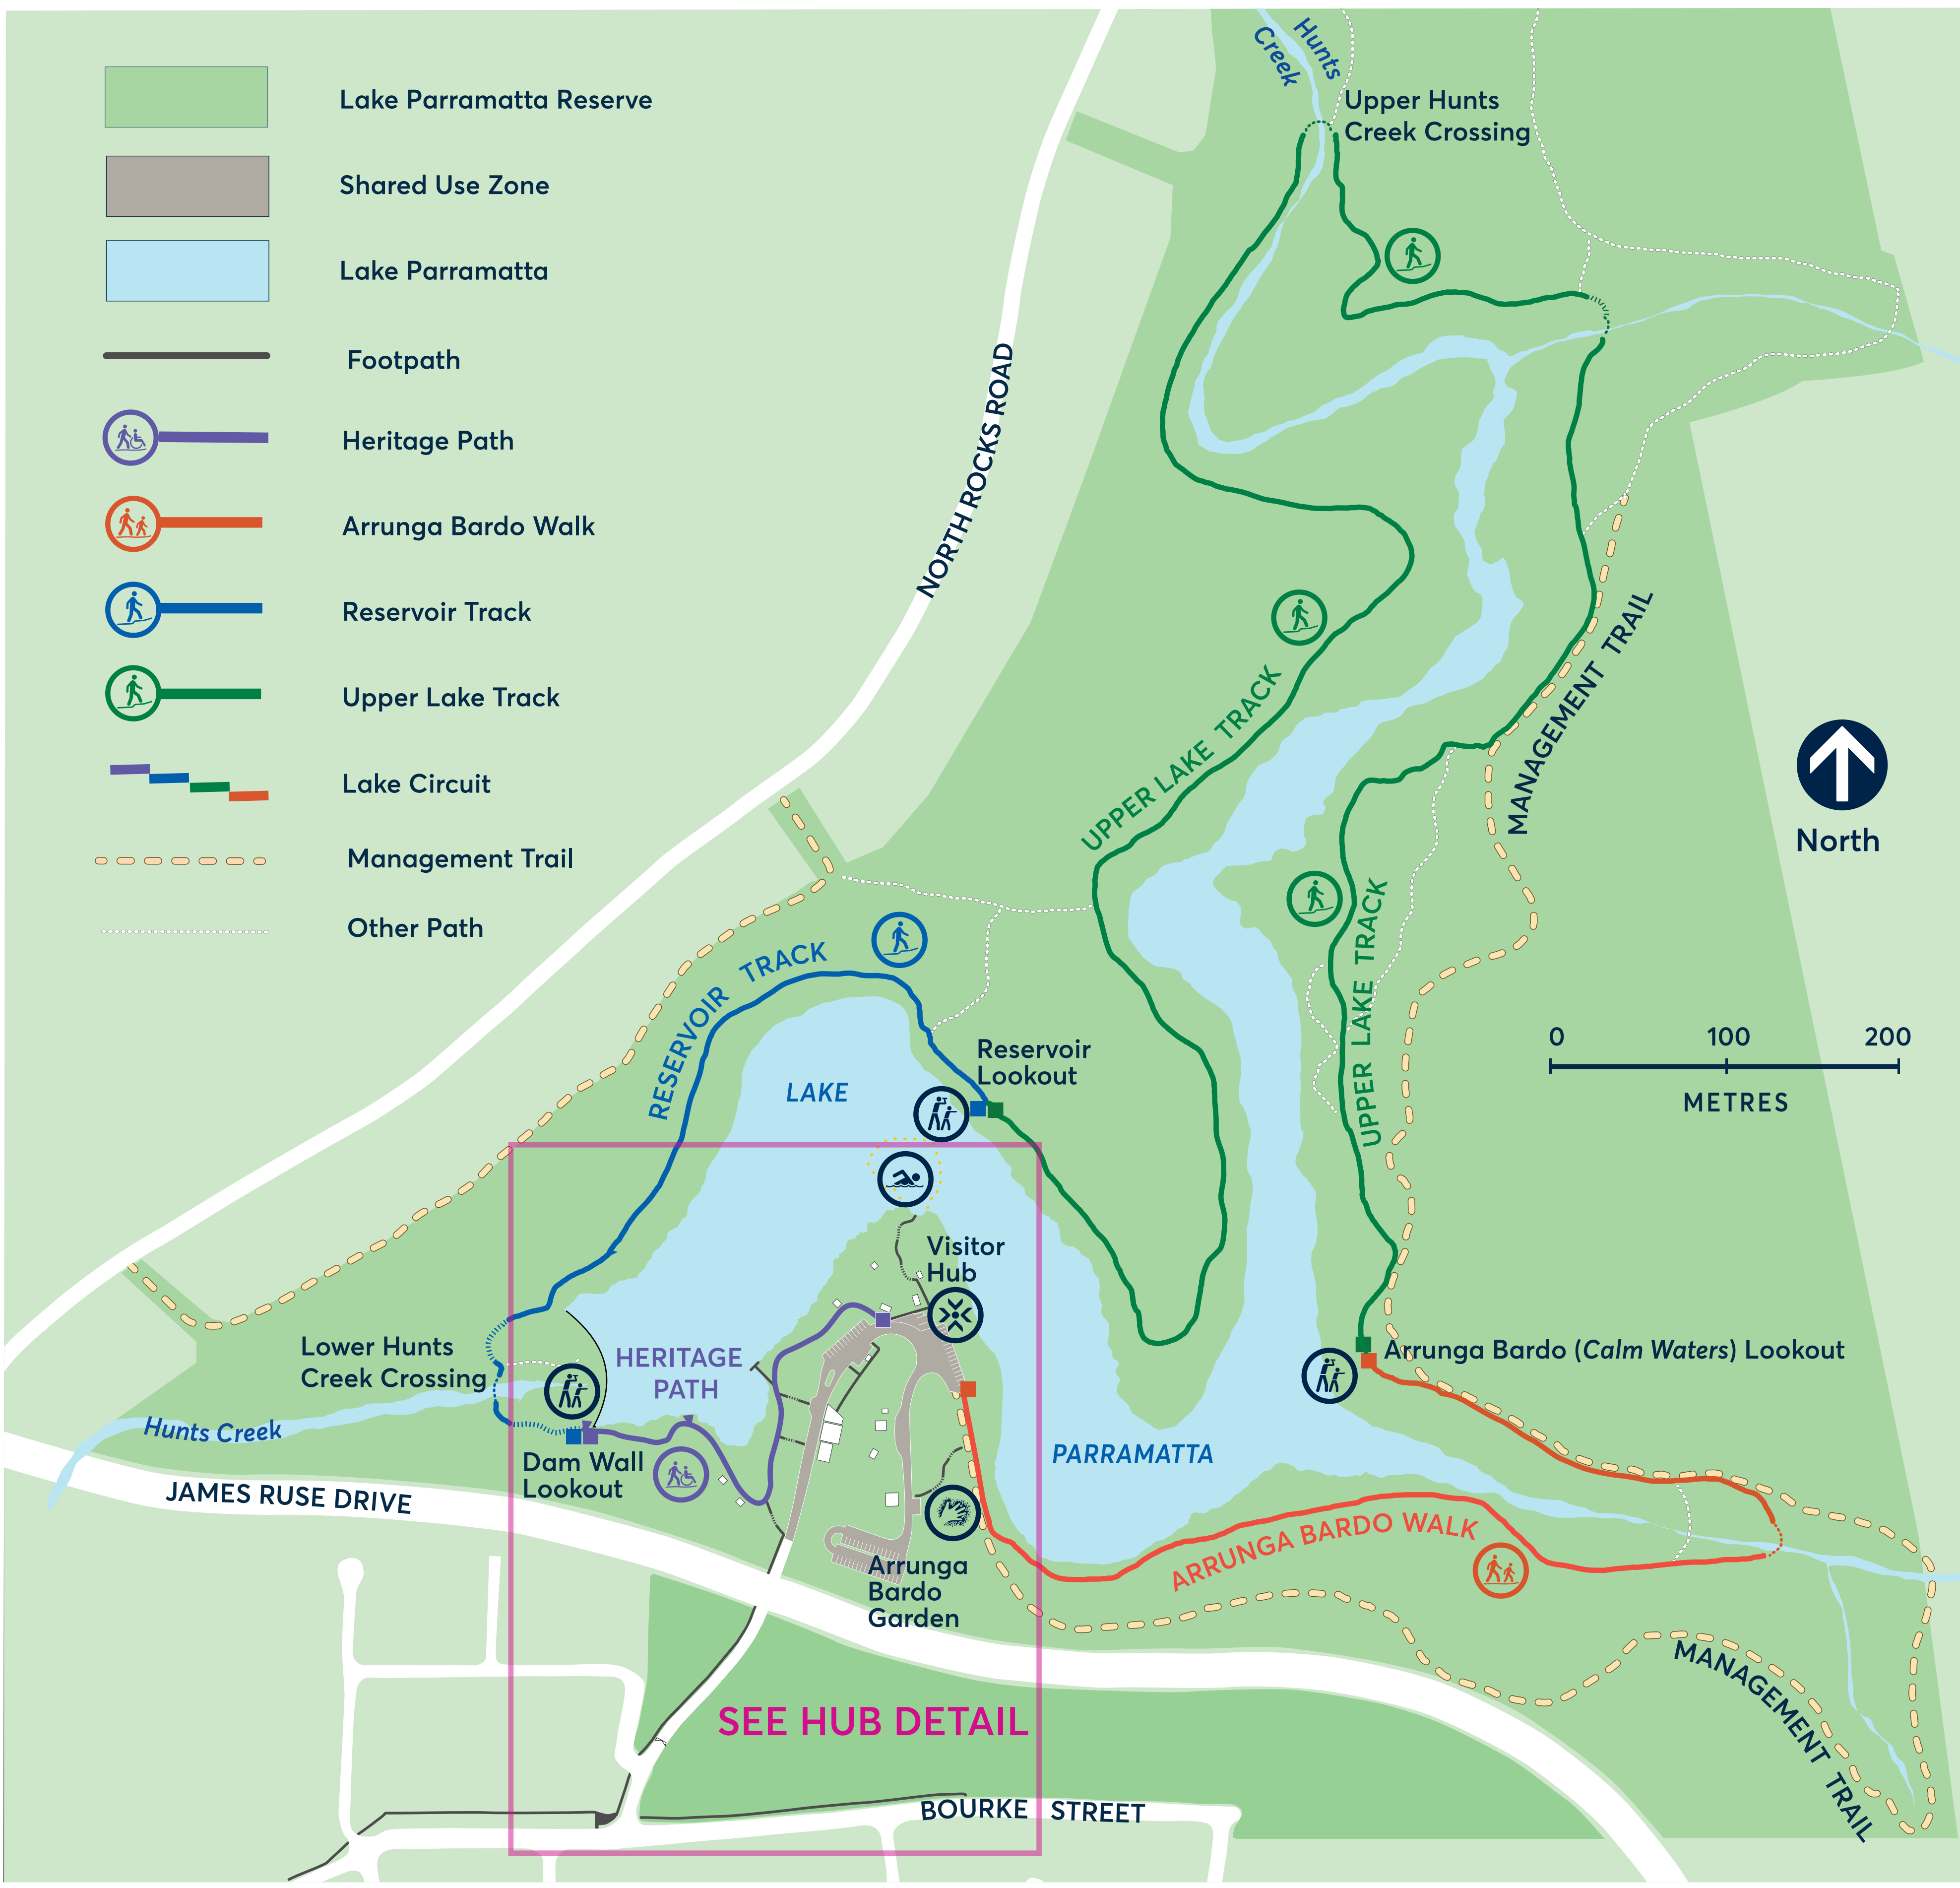 Lake Parramatta Reserve
Shared Use Zone
Lake Parramatta
Footpath
Heritage Path
Arrunga Bardo Walk
Reservoir Track
Upper Lake Track
Lake Circuit
Management Trail
Other Path
Hunts
Creek
Upper Hunts
Creek Crossing
NORTH ROCKS ROAD
UPPER LAKE TRACK
MANAGEMENT TRAIL
North
UPPER LAKE TRACK
0 100 200
METRES
RESERVOIR TRACK
Reservoir
Lookout
LAKE
Visitor
Hub
Lower Hunts
Creek Crossing
HERITAGE
PATH
Arrunga Bardo (Calm Waters) Lookout
Hunts Creek
Dam Wall
Lookout
PARRAMATTA
JAMES RUSE DRIVE
ARRUNGA BARDO WALK
Arrunga
Bardo
Garden
MANAGEMENT TRAIL
SEE HUB DETAIL
BOURKE STREET